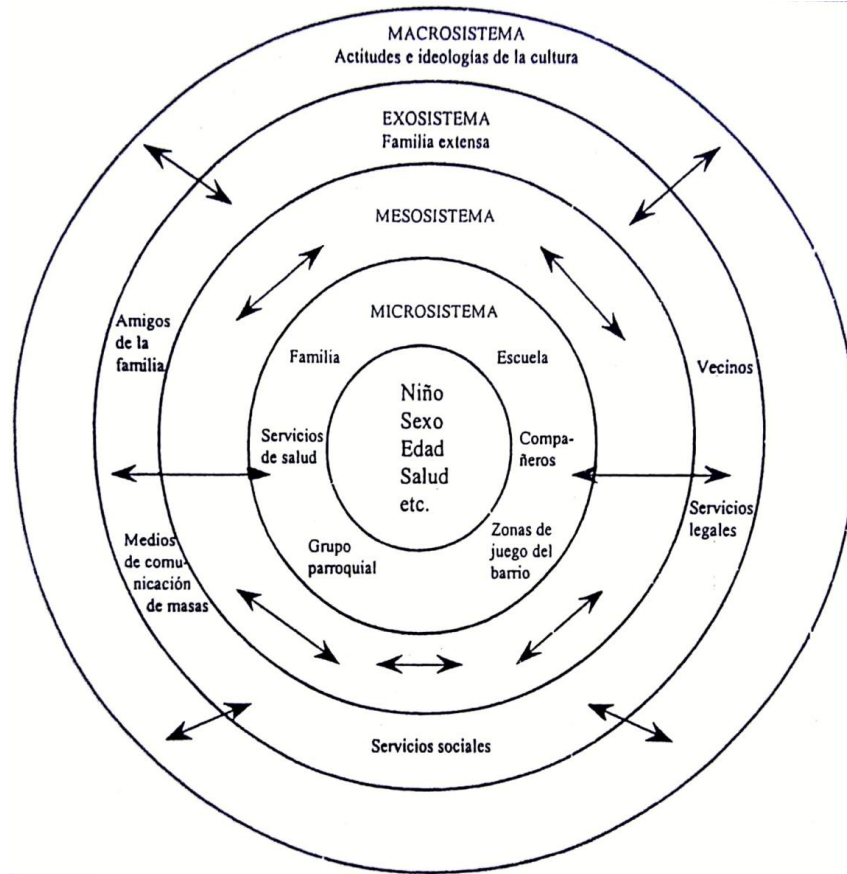 MACROSISTEMA
Actitudes e ideologías de la cultura
EXOSISTEMA
Familia extensa
MESOSISTEMA
MICROSISTEMA
Amigos
de la
familia
Familia
Escuela
Vecinos
Niño
Sexo
Edad
Salud
etc.
Servicios
de salud
Compa-
ñeros
Servicios
legales
Medios
de comu-
nicación
de masas
Grupo
parroquial
Zonas de
juego del
barrio
Servicios sociales